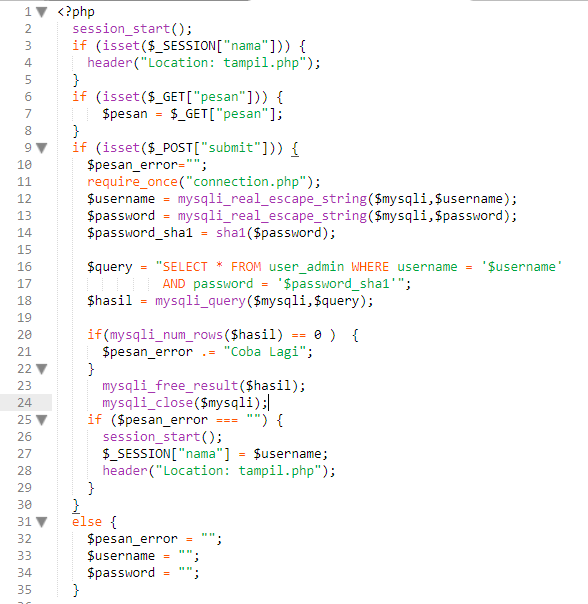 1 <?php
2 session_start();
3 if (isset($_SESSION["nama"])) {
4 header("Location: tampil.php");
5 }
6 if (isset($_GET["pesan"])) {
7 $pesan = $_GET["pesan"];
8 }
9 if (isset($_POST["submit"])) {
10 $pesan_error="";
11 require_once("connection.php");
12 $username = mysqli_real_escape_string($mysqli,$username);
13 $password = mysqli_real_escape_string($mysqli,$password);
14 $password_sha1 = sha1($password);
15
16 $query = "SELECT * FROM user_admin WHERE username = '$username'
17 AND password = '$password_sha1'";
18 $hasil = mysqli_query($mysqli,$query);
19
20 if(mysqli_num_rows($hasil) == 0 ) {
21 $pesan_error .= "Coba Lagi";
22 }
23 mysqli_free_result($hasil);
24 mysqli_close($mysqli);
25 if ($pesan_error === "") {
26 session_start();
27 $_SESSION["nama"] = $username;
28 header("Location: tampil.php");
29 }
30 }
31 else {
32 $pesan_error = "";
33 $username = "";
34 $password = "";
35 }